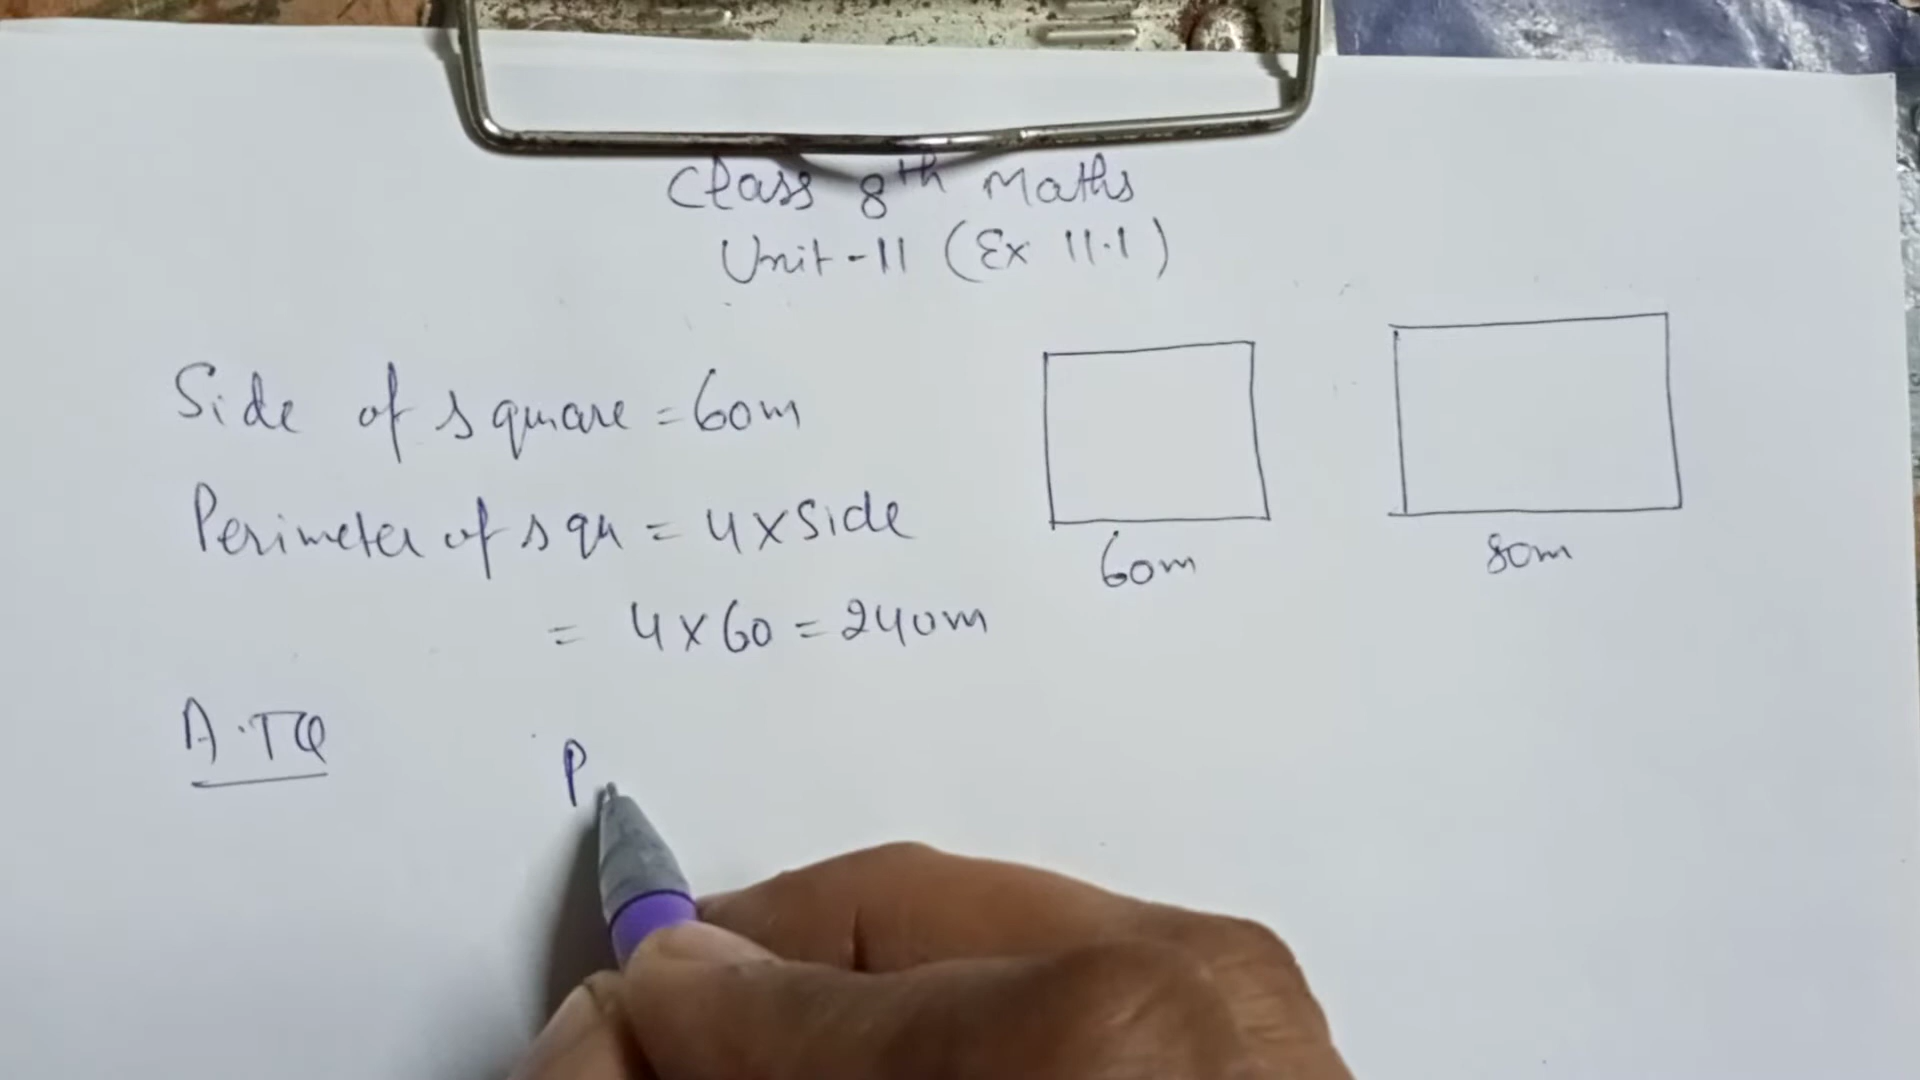 Class 8th Maths
Unit-11 (Ex 11.1)
Side of square = 60m
Perimeter of squ = 4 x Side
= 4 x 60 = 240m
60m
80m
A.TQ
P